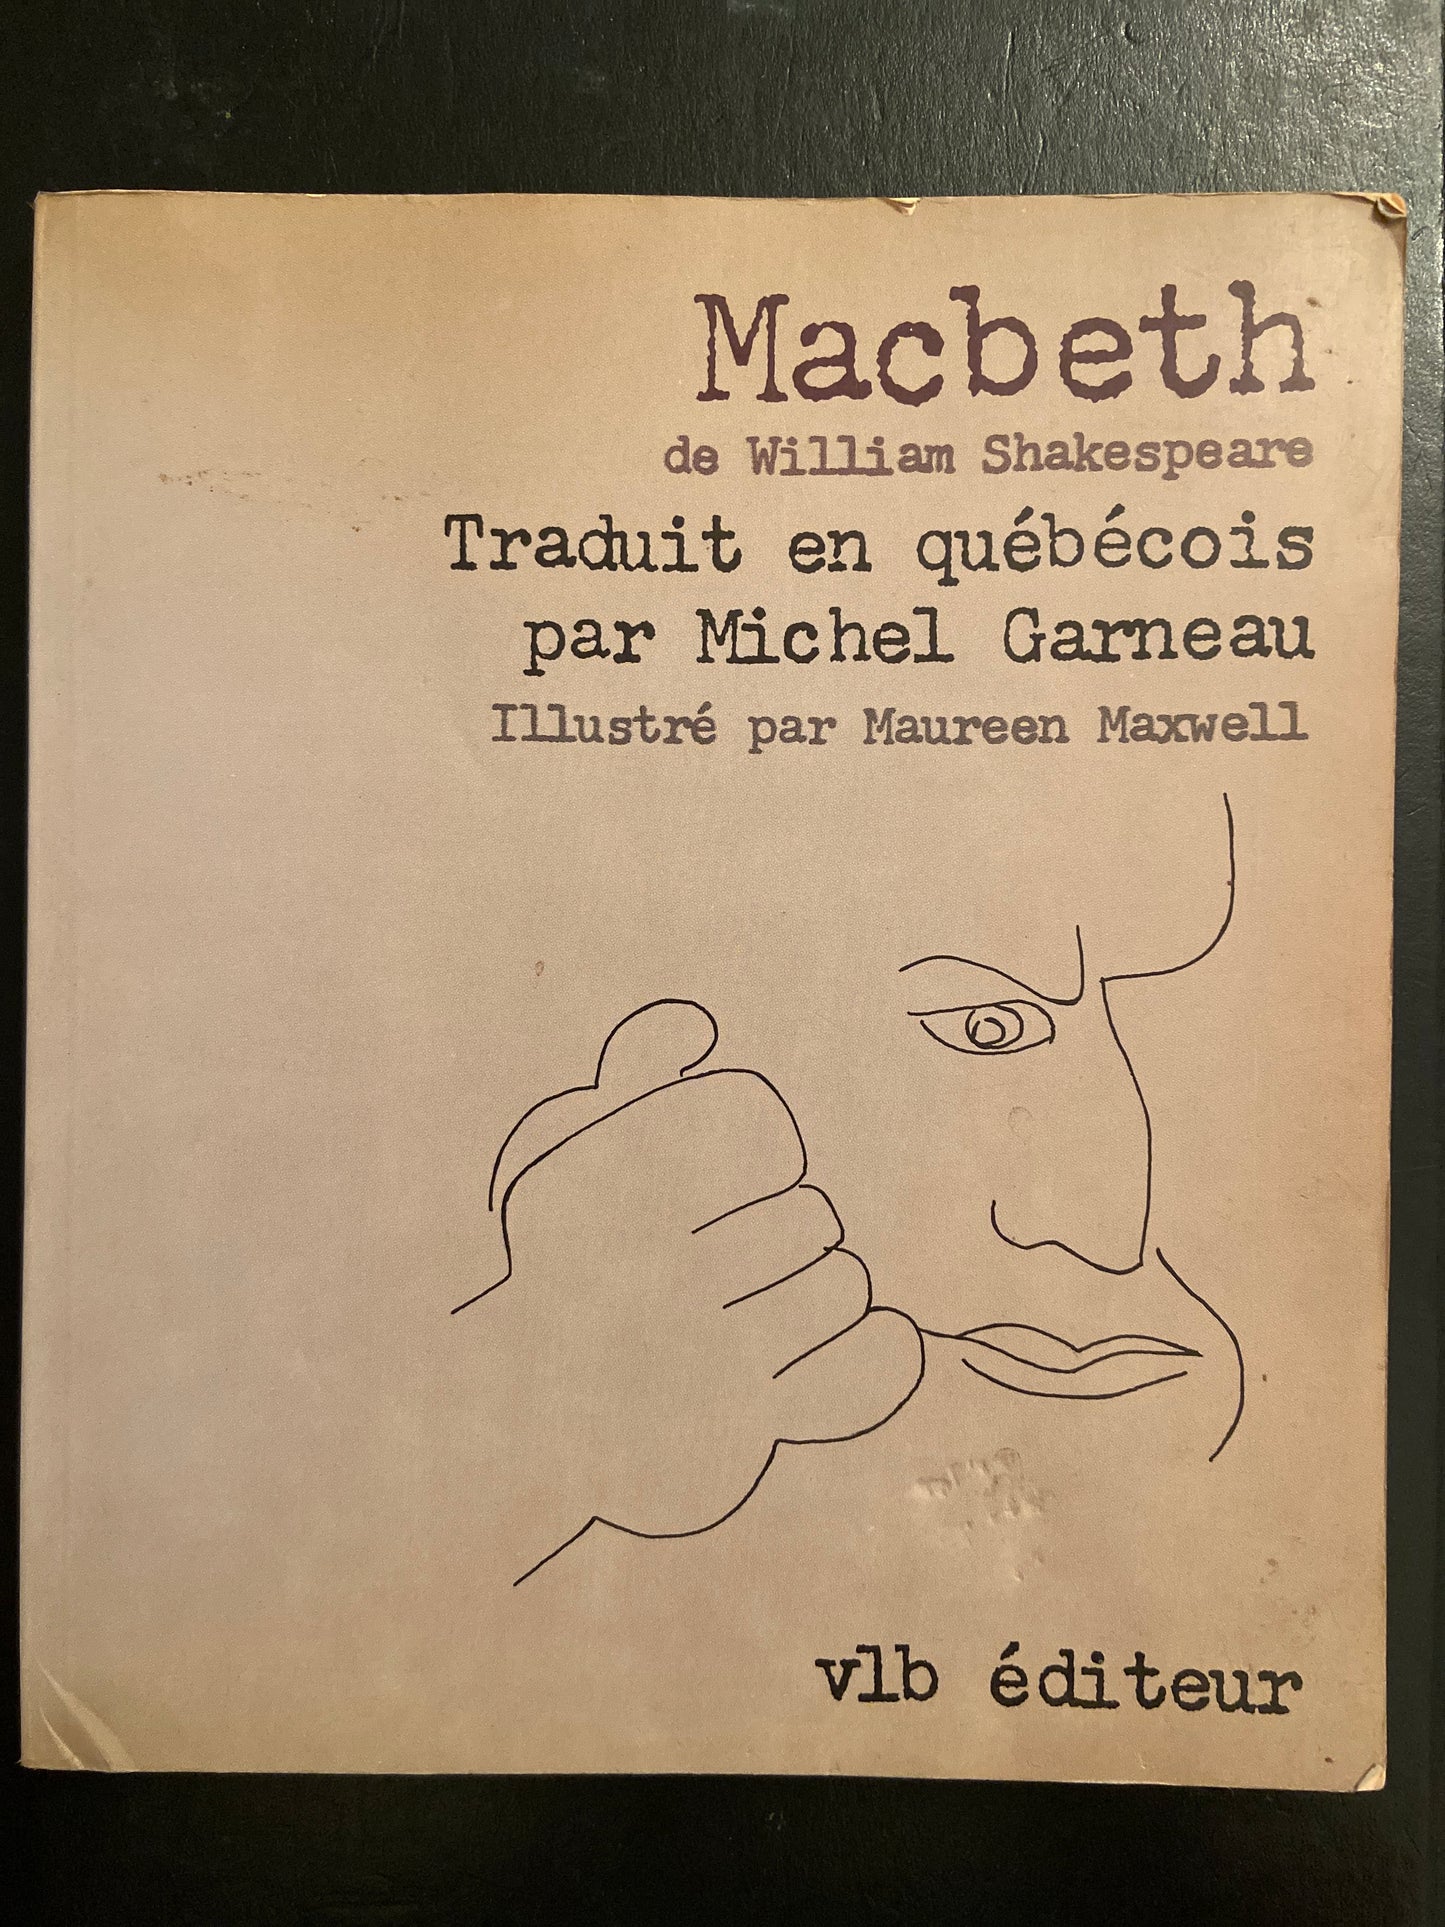 Macbeth
de William Shakespeare
Traduit en québécois
par Michel Garneau
Illustré par Maureen Maxwell
vlb éditeur